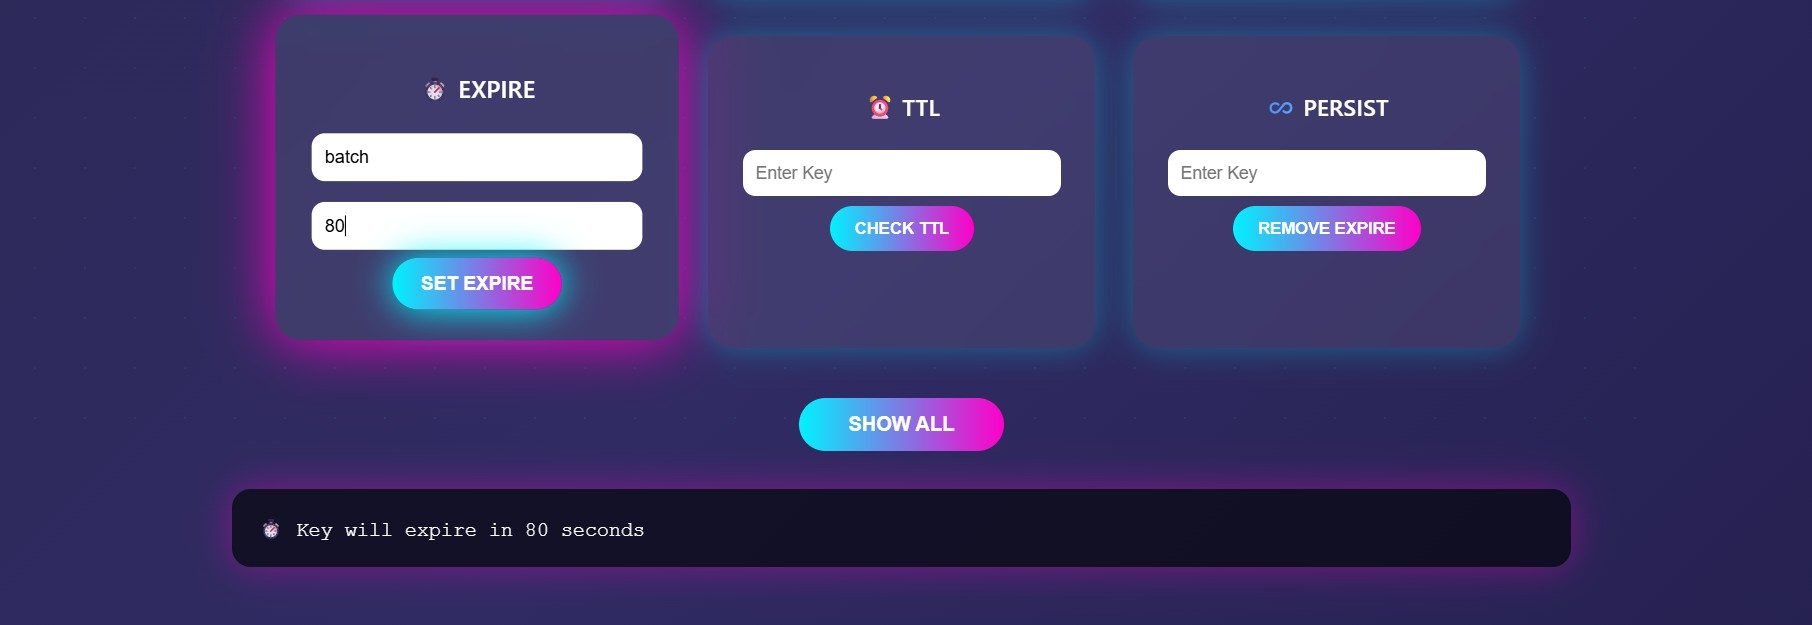 EXPIRE
batch
80
SET EXPIRE
TTL
Enter Key
CHECK TTL
PERSIST
Enter Key
REMOVE EXPIRE
SHOW ALL
Key will expire in 80 seconds